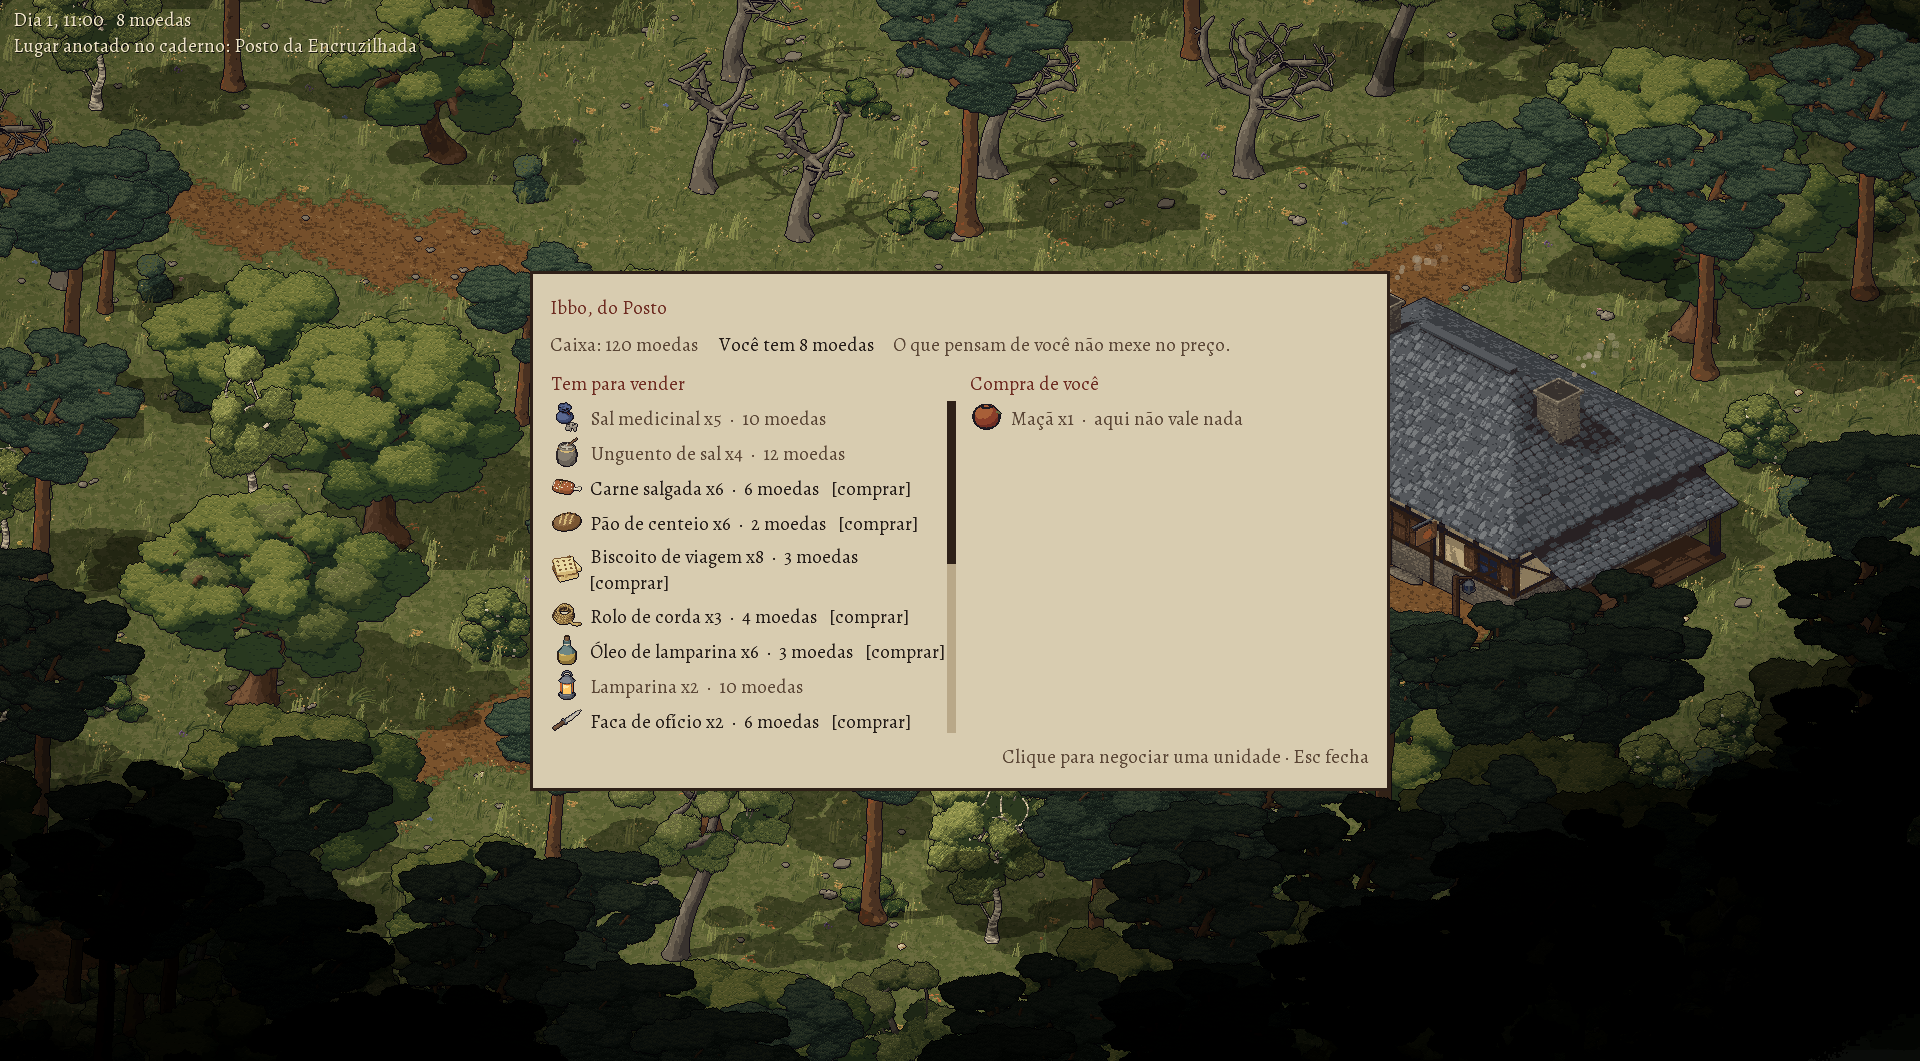 Dia 1, 11:00   8 moedas
Lugar anotado no caderno: Posto da Encruzilhada
Ibbo, do Posto
Caixa: 120 moedas   Você tem 8 moedas   O que pensam de você não mexe no preço.
Tem para vender
Sal medicinal x5 · 10 moedas
Unguento de sal x4 · 12 moedas
Carne salgada x6 · 6 moedas [comprar]
Pão de centeio x6 · 2 moedas [comprar]
Biscoito de viagem x8 · 3 moedas
[comprar]
Rolo de corda x3 · 4 moedas [comprar]
Óleo de lamparina x6 · 3 moedas [comprar]
Lamparina x2 · 10 moedas
Faca de ofício x2 · 6 moedas [comprar]
Compra de você
Maçã x1 · aqui não vale nada
Clique para negociar uma unidade · Esc fecha